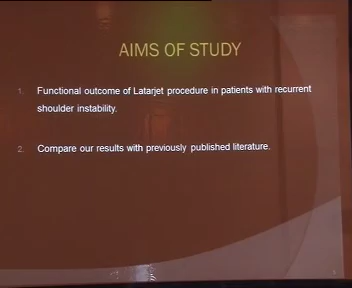 AIMS OF STUDY
1. Functional outcome of Latarjet procedure in patients with recurrent
shoulder instability.
2. Compare our results with previously published literature.